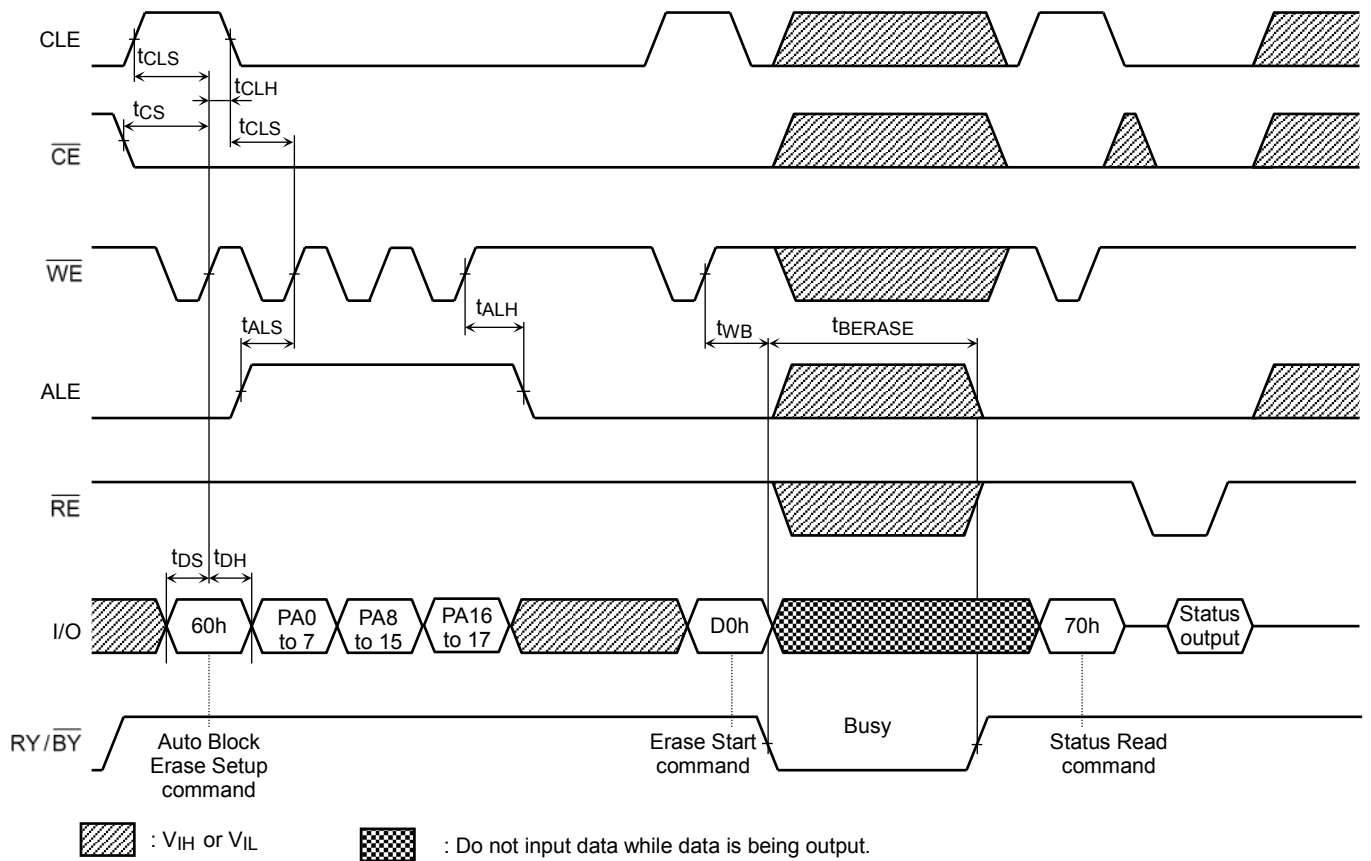 CLE
tCLS
tCLH
tCS
tCLS
CE
WE
tALS
tALH
tWB
tBERASE
ALE
RE
tDS
tDH
I/O
60h
PA0
to 7
PA8
to 15
PA16
to 17
D0h
70h
Status
output
RY/BY
Busy
Auto Block
Erase Setup
command
Erase Start
command
Status Read
command
: VIH or VIL
: Do not input data while data is being output.